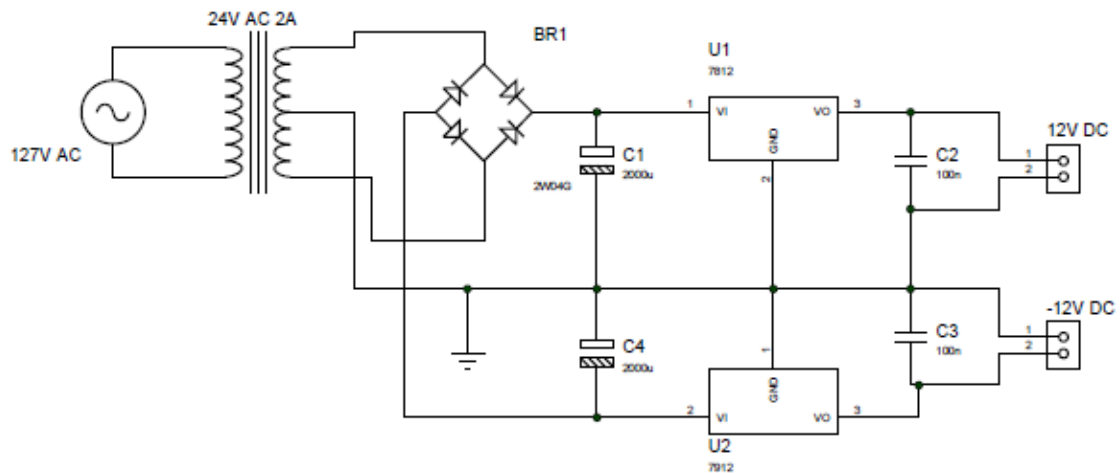 24V AC 2A
BR1
127V AC
2W04G
C1
2000u
U1
7812
1
VI
VO
3
GND
2
C2
100n
12V DC
1
2
C4
2000u
1
GND
2
VI
VO
3
U2
7912
C3
100n
-12V DC
1
2